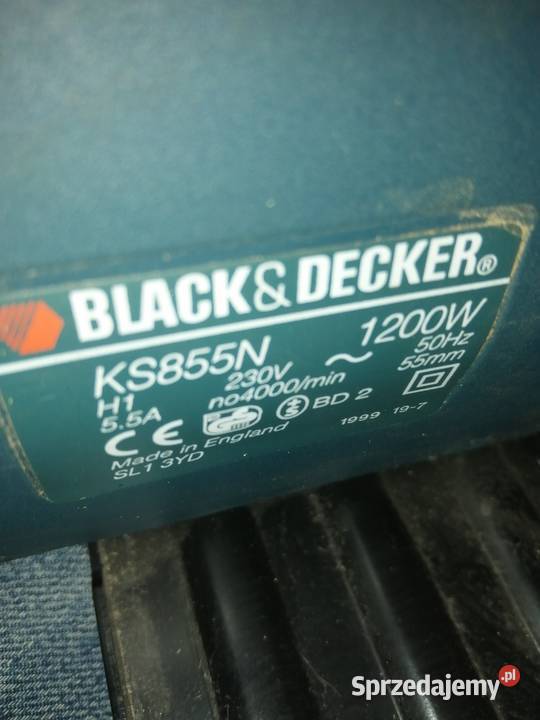 BLACK & DECKER®
KS855N 1200W
H1 230V ~ 50Hz
5.5A no4000/min 55mm
CE BD 2
Made in England 1999 19-7
SL1 3YD
Sprzedajemy.pl